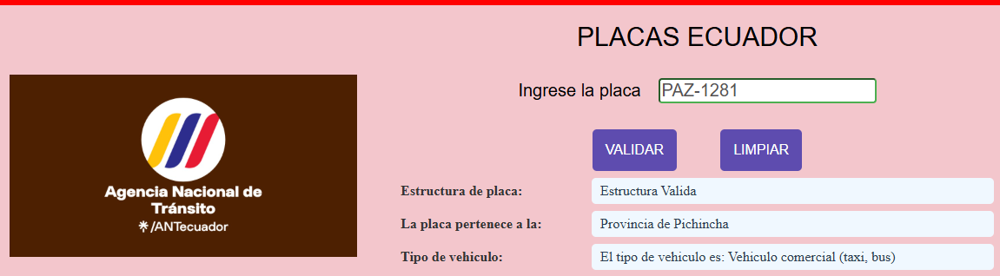 PLACAS ECUADOR
Ingrese la placa PAZ-1281
VALIDAR LIMPIAR
Agencia Nacional de
Tránsito
/ANTecuador
Estructura de placa: Estructura Valida
La placa pertenece a la: Provincia de Pichincha
Tipo de vehiculo: El tipo de vehiculo es: Vehiculo comercial (taxi, bus)